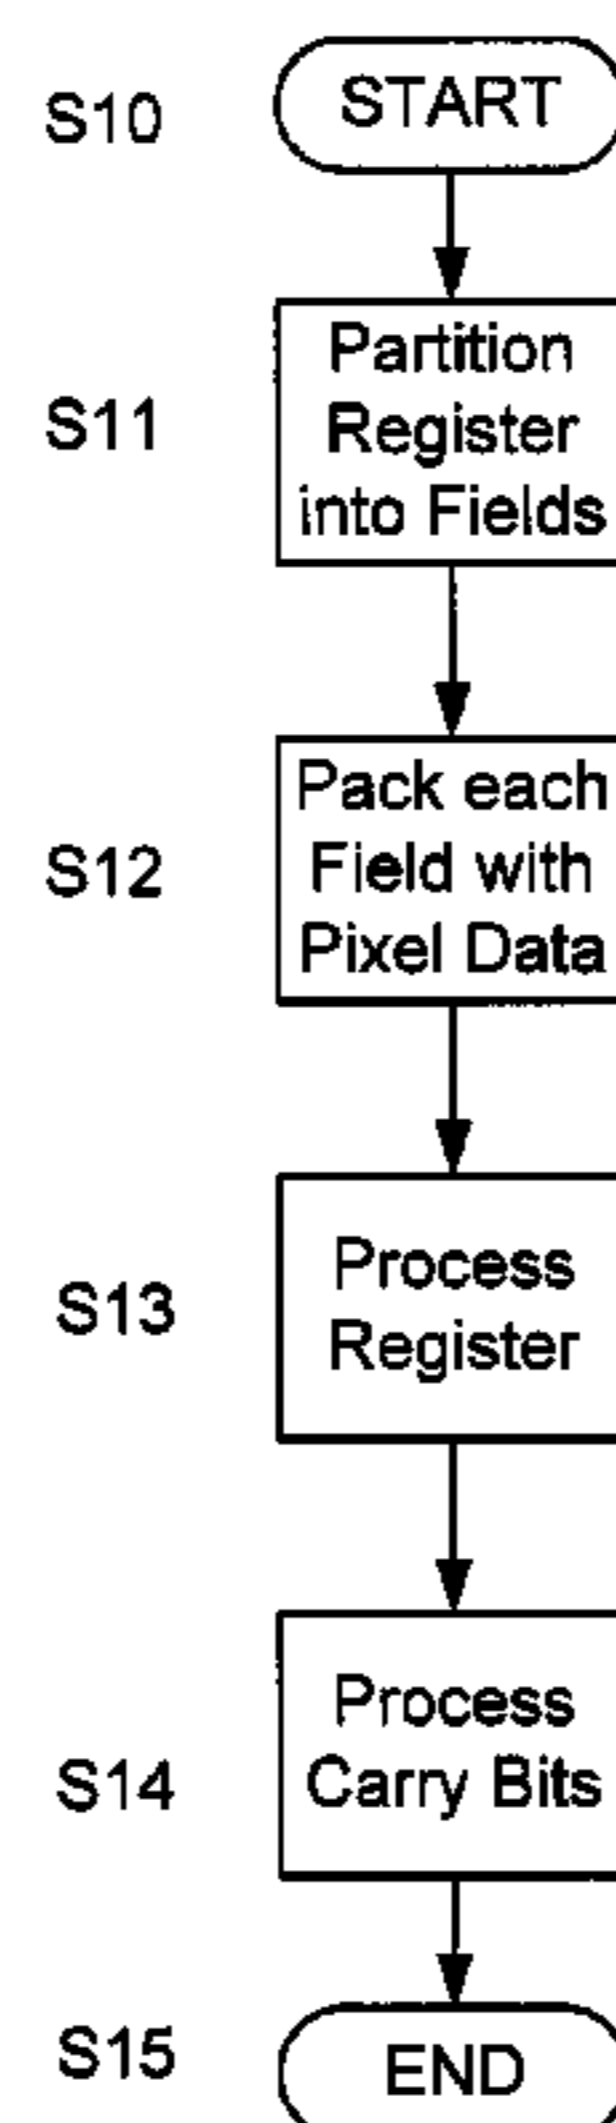 S10
START
S11
Partition
Register
into Fields
S12
Pack each
Field with
Pixel Data
S13
Process
Register
S14
Process
Carry Bits
S15
END